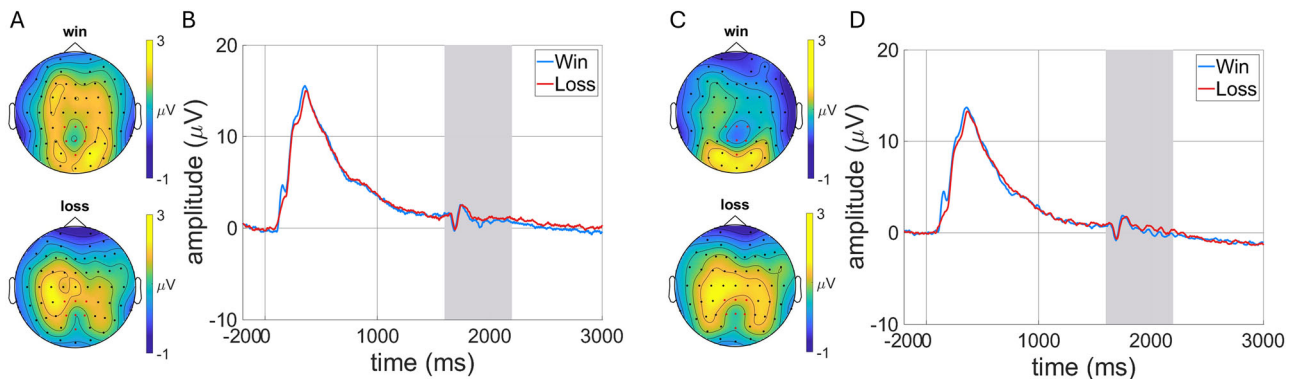 A
win
3
μV
-1
loss
3
μV
-1
B
20
10
0
-10
amplitude (μV)
-2000
1000
2000
3000
time (ms)
Win
Loss
C
win
3
μV
-1
loss
3
μV
-1
D
20
10
0
-10
amplitude (μV)
-2000
1000
2000
3000
time (ms)
Win
Loss